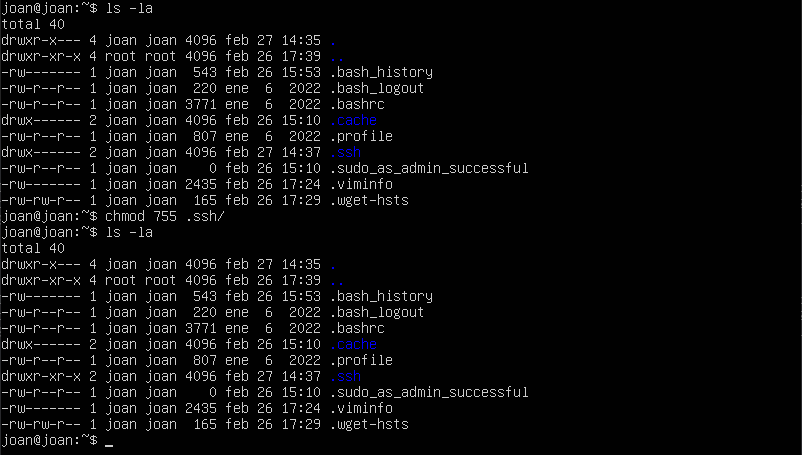 joan@joan:~$ ls -la
total 40
drwxr-x--- 4 joan joan 4096 feb 27 14:35 .
drwxr-xr-x 4 root root 4096 feb 26 17:39 ..
-rw------- 1 joan joan  543 feb 26 15:53 .bash_history
-rw-r--r-- 1 joan joan  220 ene  6  2022 .bash_logout
-rw-r--r-- 1 joan joan 3771 ene  6  2022 .bashrc
drwx------ 2 joan joan 4096 feb 26 15:10 .cache
-rw-r--r-- 1 joan joan  807 ene  6  2022 .profile
drwx------ 2 joan joan 4096 feb 27 14:37 .ssh
-rw-r--r-- 1 joan joan    0 feb 26 15:10 .sudo_as_admin_successful
-rw------- 1 joan joan 2435 feb 26 17:24 .viminfo
-rw-rw-r-- 1 joan joan  165 feb 26 17:29 .wget-hsts
joan@joan:~$ chmod 755 .ssh/
joan@joan:~$ ls -la
total 40
drwxr-x--- 4 joan joan 4096 feb 27 14:35 .
drwxr-xr-x 4 root root 4096 feb 26 17:39 ..
-rw------- 1 joan joan  543 feb 26 15:53 .bash_history
-rw-r--r-- 1 joan joan  220 ene  6  2022 .bash_logout
-rw-r--r-- 1 joan joan 3771 ene  6  2022 .bashrc
drwx------ 2 joan joan 4096 feb 26 15:10 .cache
-rw-r--r-- 1 joan joan  807 ene  6  2022 .profile
drwxr-xr-x 2 joan joan 4096 feb 27 14:37 .ssh
-rw-r--r-- 1 joan joan    0 feb 26 15:10 .sudo_as_admin_successful
-rw------- 1 joan joan 2435 feb 26 17:24 .viminfo
-rw-rw-r-- 1 joan joan  165 feb 26 17:29 .wget-hsts
joan@joan:~$ _